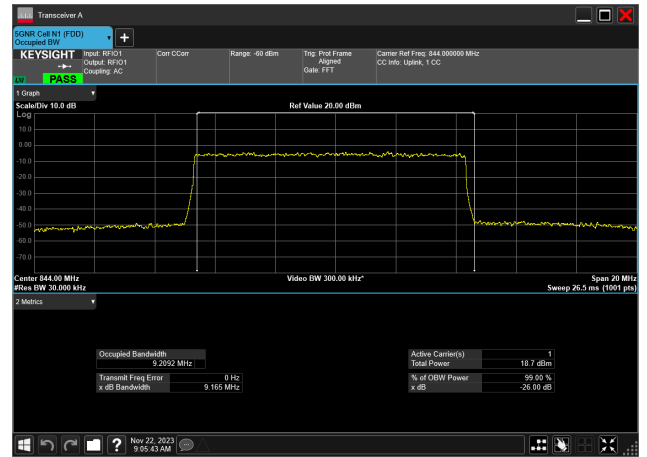 Transceiver A
5GNR Cell N1 (FDD)
Occupied BW
+
KEYSIGHT
LXI
PASS
Input: RFIO1
Output: RFIO1
Coupling: AC
Corr CCorr
Range: -60 dBm
Trig: Prot Frame
Aligned
Gate: FFT
Carrier Ref Freq: 844.000000 MHz
CC Info: Uplink, 1 CC
1 Graph
Scale/Div 10.0 dB
Ref Value 20.00 dBm
Log
10.0
0.00
-10.0
-20.0
-30.0
-40.0
-50.0
-60.0
-70.0
Center 844.00 MHz
Video BW 300.00 kHz*
Span 20 MHz
#Res BW 30.000 kHz
Sweep 26.5 ms (1001 pts)
2 Metrics
Occupied Bandwidth
9.2092 MHz
Active Carrier(s) 1
Total Power 18.7 dBm
Transmit Freq Error 0 Hz
x dB Bandwidth 9.165 MHz
% of OBW Power 99.00 %
x dB -26.00 dB
?
Nov 22, 2023
9:05:43 AM